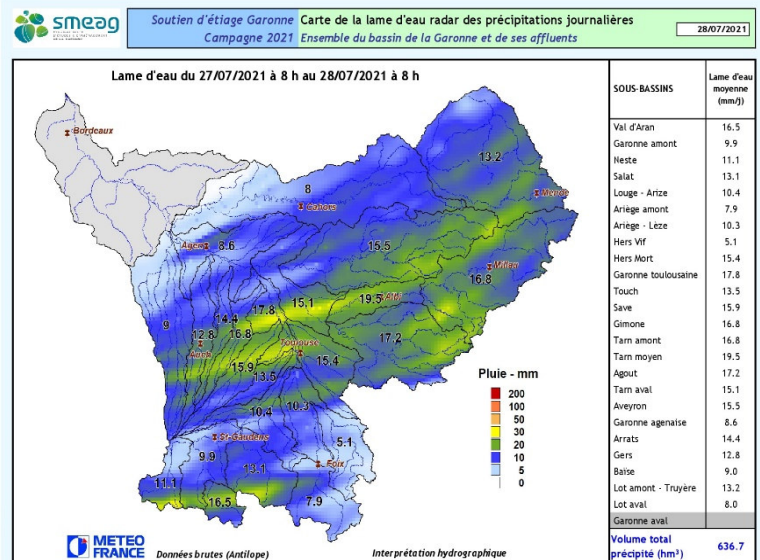 smeag
Soutien d'étiage Garonne
Campagne 2021
Carte de la lame d'eau radar des précipitations journalières
Ensemble du bassin de la Garonne et de ses affluents
28/07/2021
Lame d'eau du 27/07/2021 à 8 h au 28/07/2021 à 8 h
Bordeaux
13.2
8
Cahors
Mende
Agen
8.6
15.5
Millau
16.8
19.5
Albi
15.1
17.8
14.4
9
12.8
16.8
Auch
Toulouse
17.2
15.4
15.9
13.5
10.4
10.3
St-Gaudens
5.1
9.9
13.1
Foix
11.1
16.5
7.9
Pluie - mm
200
100
50
30
20
10
5
0
SOUS-BASSINS
Lame d'eau
moyenne
(mm/j)
Val d'Aran 16.5
Garonne amont 9.9
Neste 11.1
Salat 13.1
Louge - Arize 10.4
Ariège amont 7.9
Ariège - Lèze 10.3
Hers Vif 5.1
Hers Mort 15.4
Garonne toulousaine 17.8
Touch 13.5
Save 15.9
Gimone 16.8
Tarn amont 16.8
Tarn moyen 19.5
Agout 17.2
Tarn aval 15.1
Aveyron 15.5
Garonne agenaise 8.6
Arrats 14.4
Gers 12.8
Baïse 9.0
Lot amont - Truyère 13.2
Lot aval 8.0
Garonne aval
Volume total
précipité (hm³) 636.7
METEO
FRANCE
Données brutes (Antilope)
Interprétation hydrographique